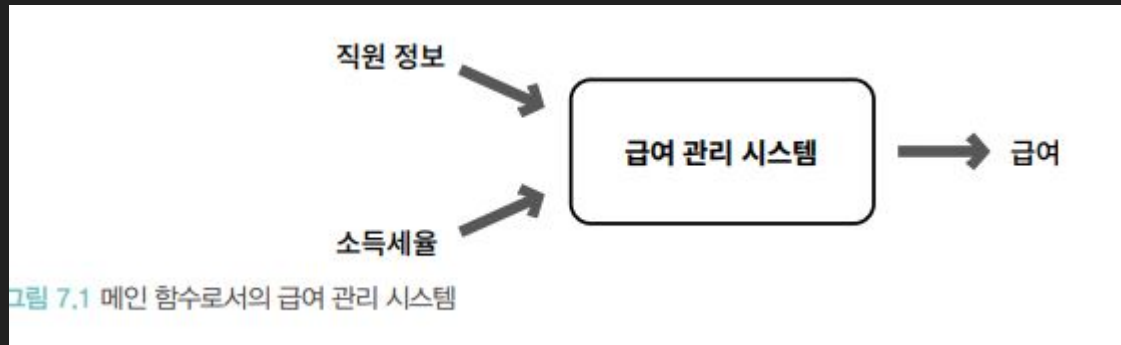 직원 정보
급여 관리 시스템
급여
소득세율
그림 7.1 메인 함수로서의 급여 관리 시스템